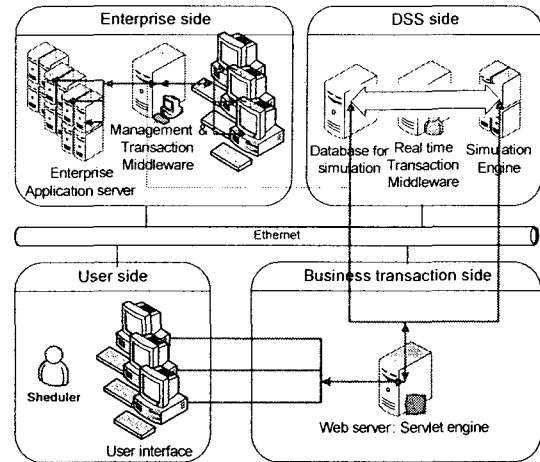 Enterprise side
DSS side
Management &
Transaction
Middleware
Enterprise
Application server
Database for
simulation
Real time
Transaction
Middleware
Simulation
Engine
Ethernet
User side
Business transaction side
Sheduler
User interface
Web server : Servlet engine